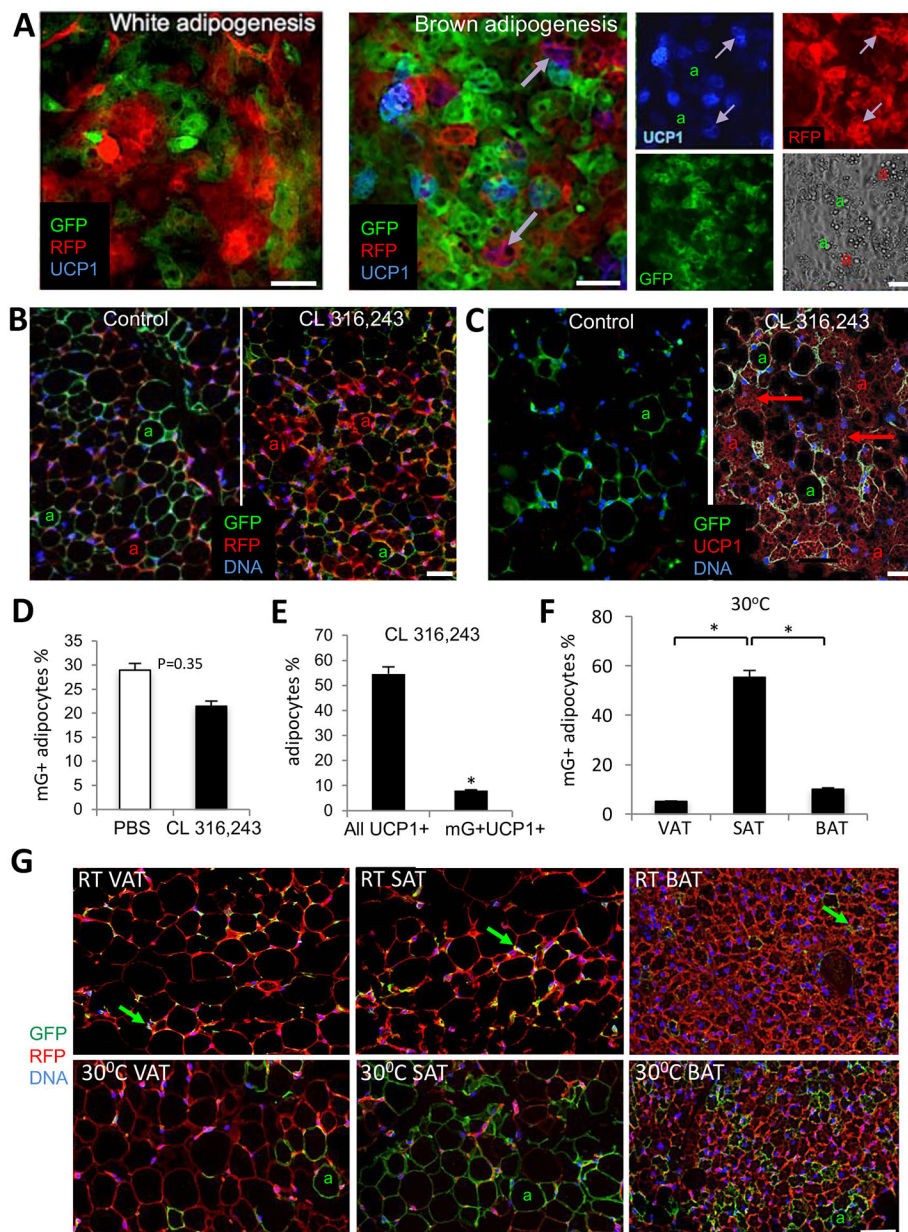 A
White adipogenesis
GFP
RFP
UCP1
Brown adipogenesis
GFP
RFP
UCP1
a
a
UCP1
RFP
GFP
a
a
a
a
B
Control
CL 316,243
a
a
a
a
a
a
GFP
RFP
DNA
C
Control
CL 316,243
a
a
a
a
a
a
GFP
UCP1
DNA
D
mG+ adipocytes %
35
30
25
20
15
10
5
0
P=0.35
PBS
CL 316,243
E
CL 316,243
adipocytes %
70
60
50
40
30
20
10
0
*
All UCP1+
mG+UCP1+
F
30ºC
mG+ adipocytes %
80
60
40
20
0
*
*
VAT
SAT
BAT
G
RT VAT
RT SAT
RT BAT
GFP
RFP
DNA
30⁰C VAT
30⁰C SAT
30⁰C BAT
a
a
a